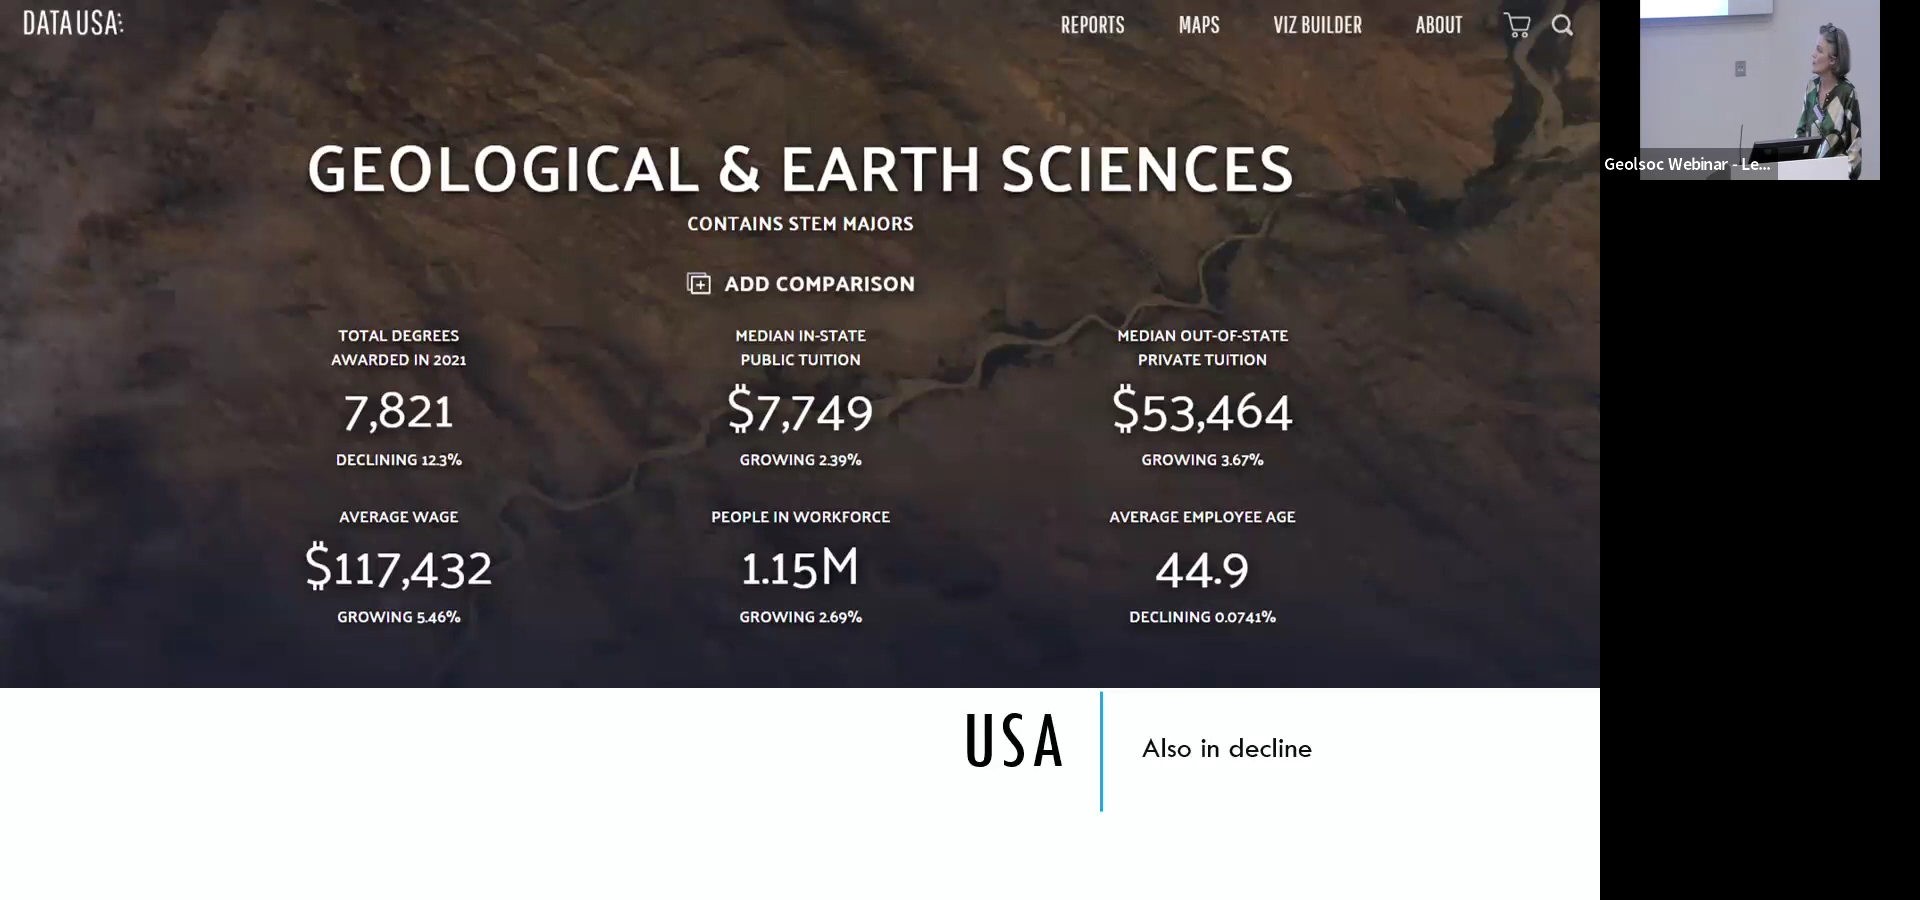 DATAUSA:
REPORTS MAPS VIZ BUILDER ABOUT
GEOLOGICAL & EARTH SCIENCES
CONTAINS STEM MAJORS
ADD COMPARISON
TOTAL DEGREES
AWARDED IN 2021
7,821
DECLINING 12.3%
MEDIAN IN-STATE
PUBLIC TUITION
$7,749
GROWING 2.39%
MEDIAN OUT-OF-STATE
PRIVATE TUITION
$53,464
GROWING 3.67%
AVERAGE WAGE
$117,432
GROWING 5.46%
PEOPLE IN WORKFORCE
1.15M
GROWING 2.69%
AVERAGE EMPLOYEE AGE
44.9
DECLINING 0.0741%
USA
Also in decline
Geolsoc Webinar - Le...